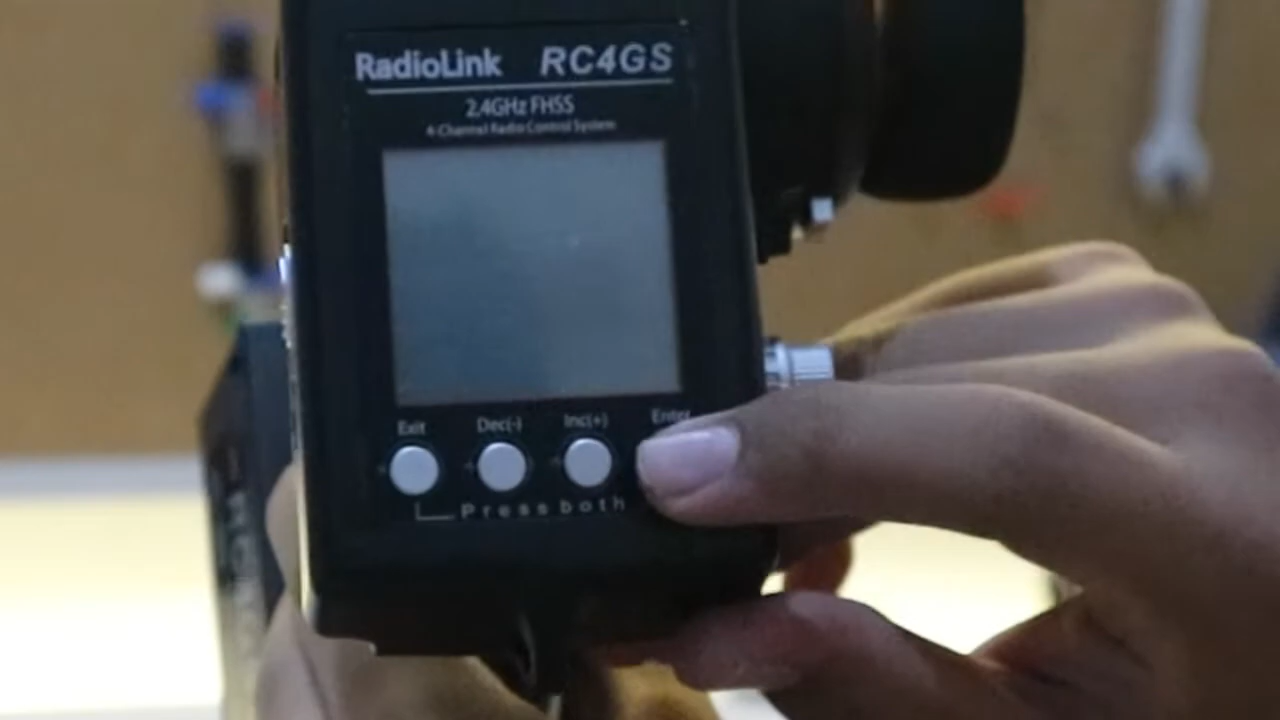 RadioLink RC4GS
2.4GHz FHSS
4-Channel Radio Control System
Exit Dec(-) Inc(+) Enter
Press both